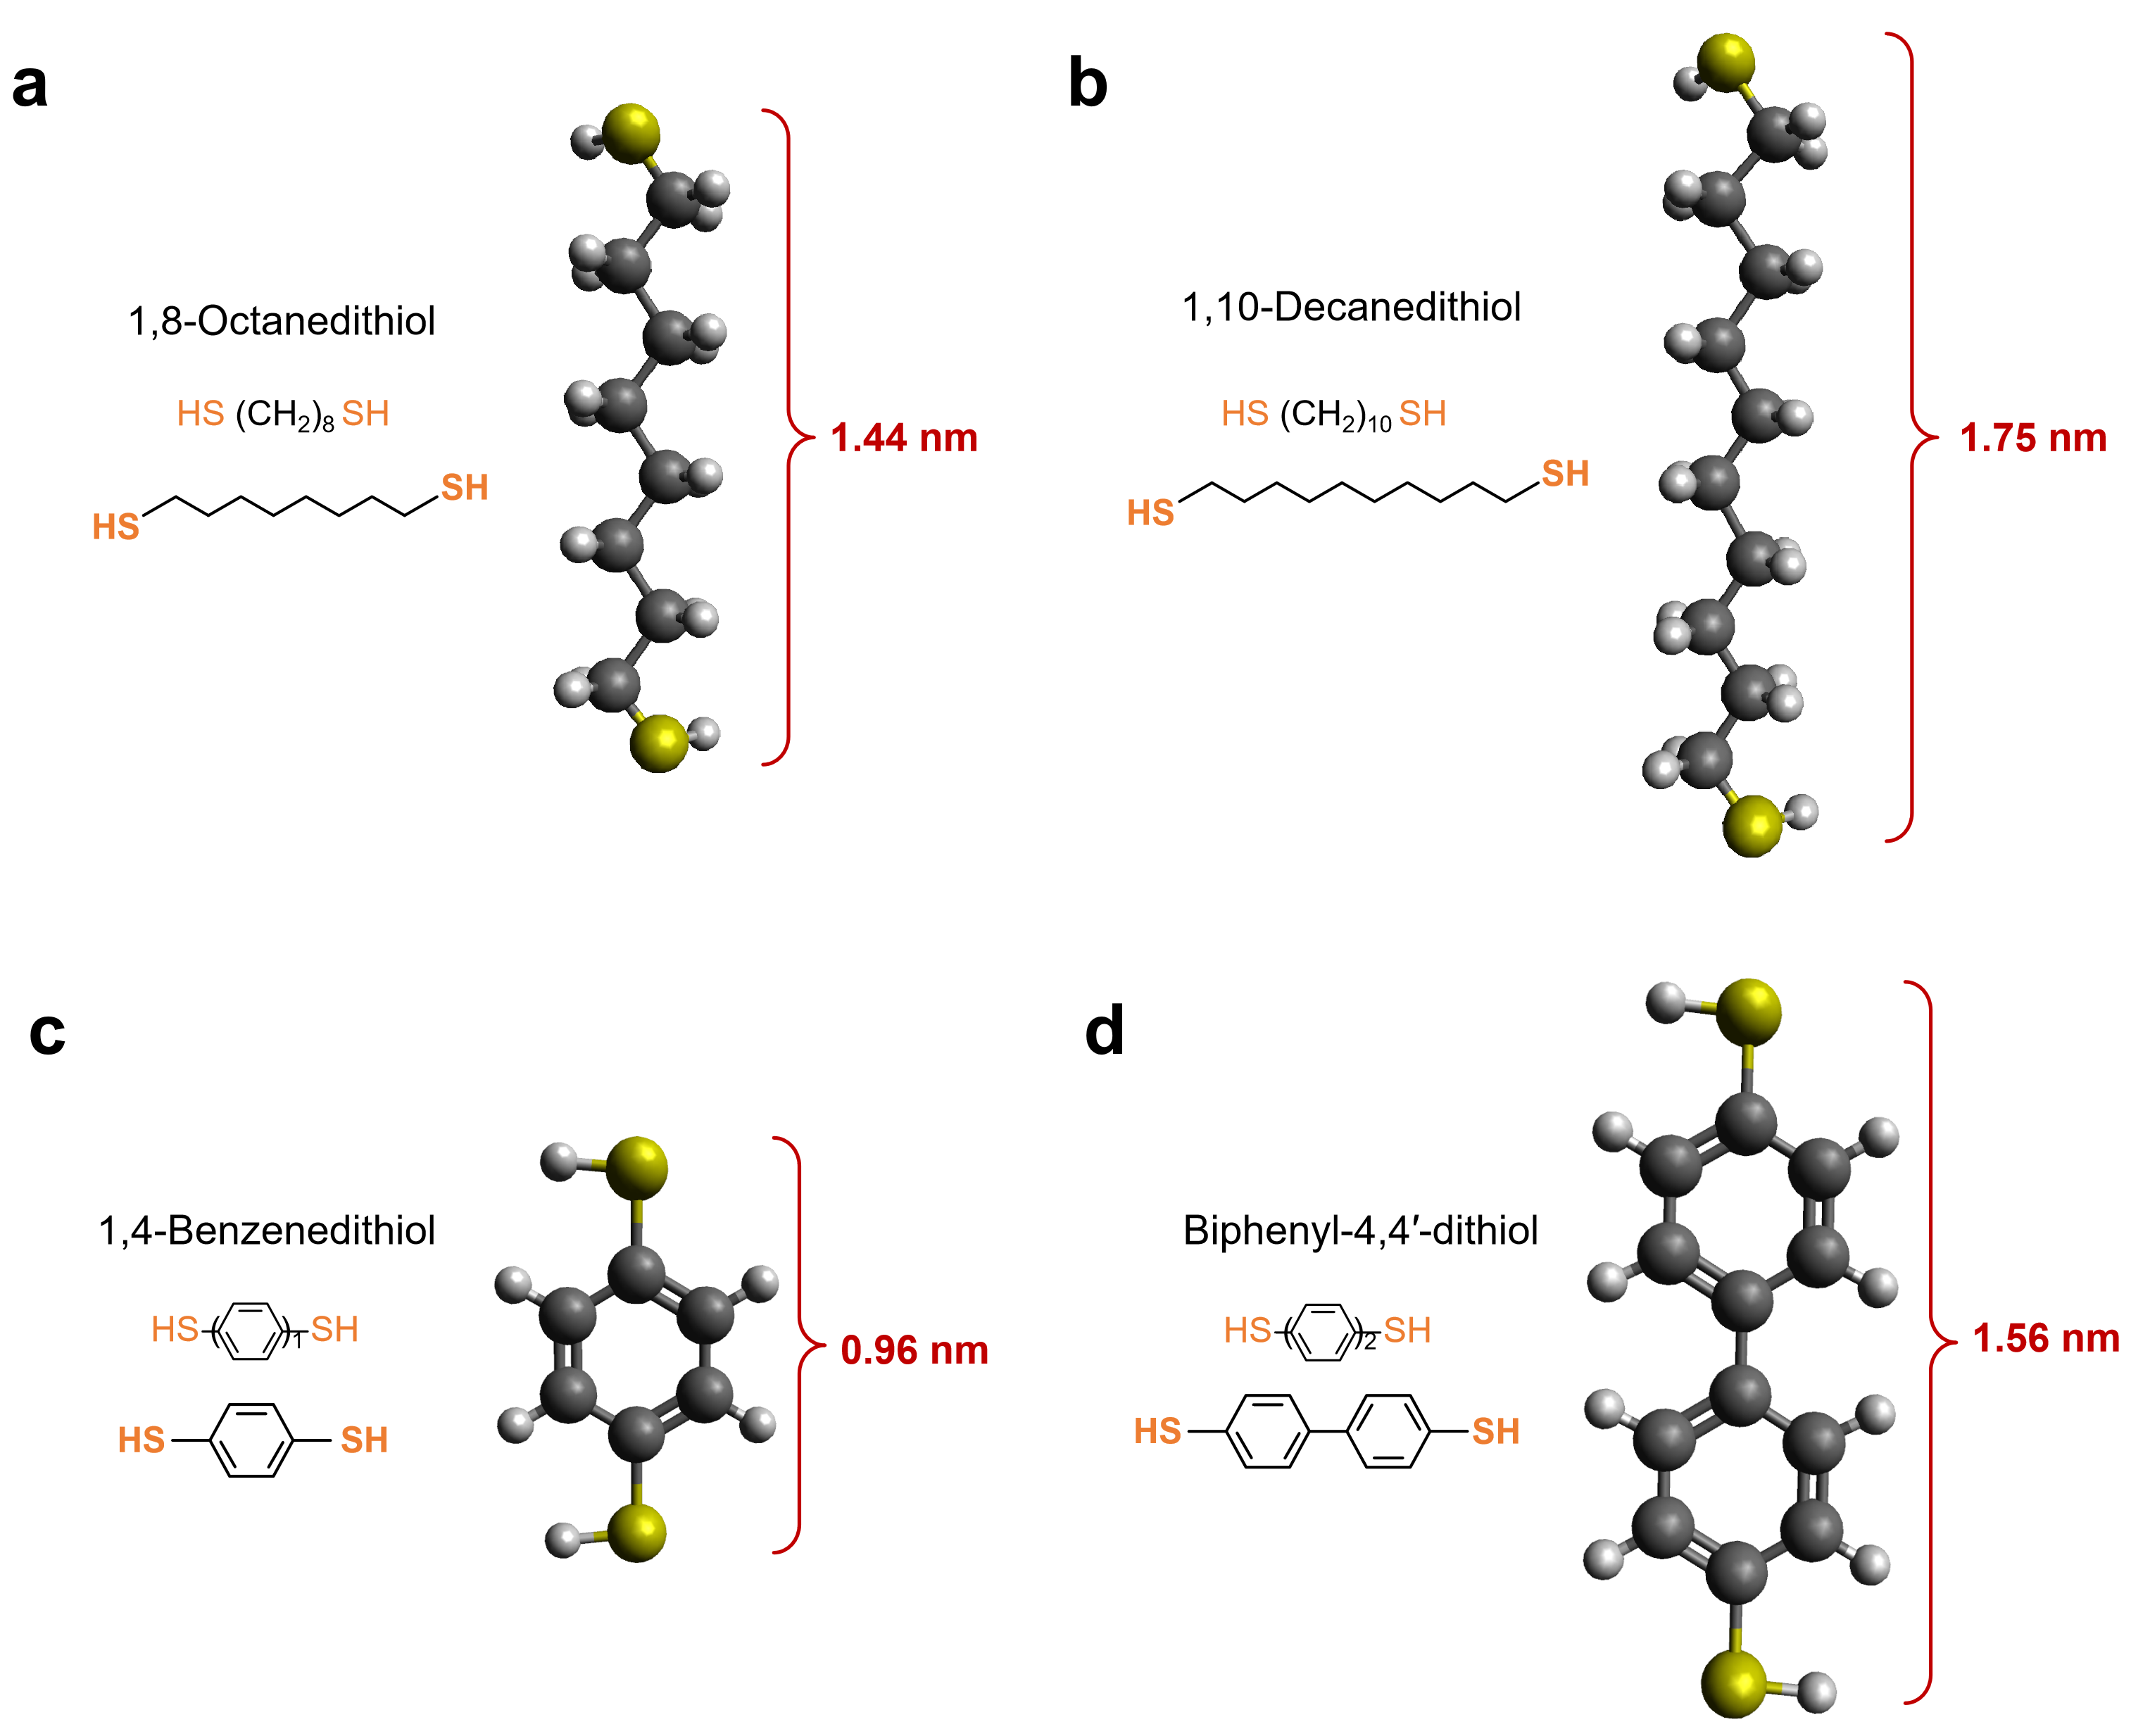 a
1,8-Octanedithiol
HS (CH₂)₈ SH
HS SH
1.44 nm
b
1,10-Decanedithiol
HS (CH₂)₁₀ SH
HS SH
1.75 nm
c
1,4-Benzenedithiol
HS ( )₁ SH
HS SH
0.96 nm
d
Biphenyl-4,4′-dithiol
HS ( )₂ SH
HS SH
1.56 nm